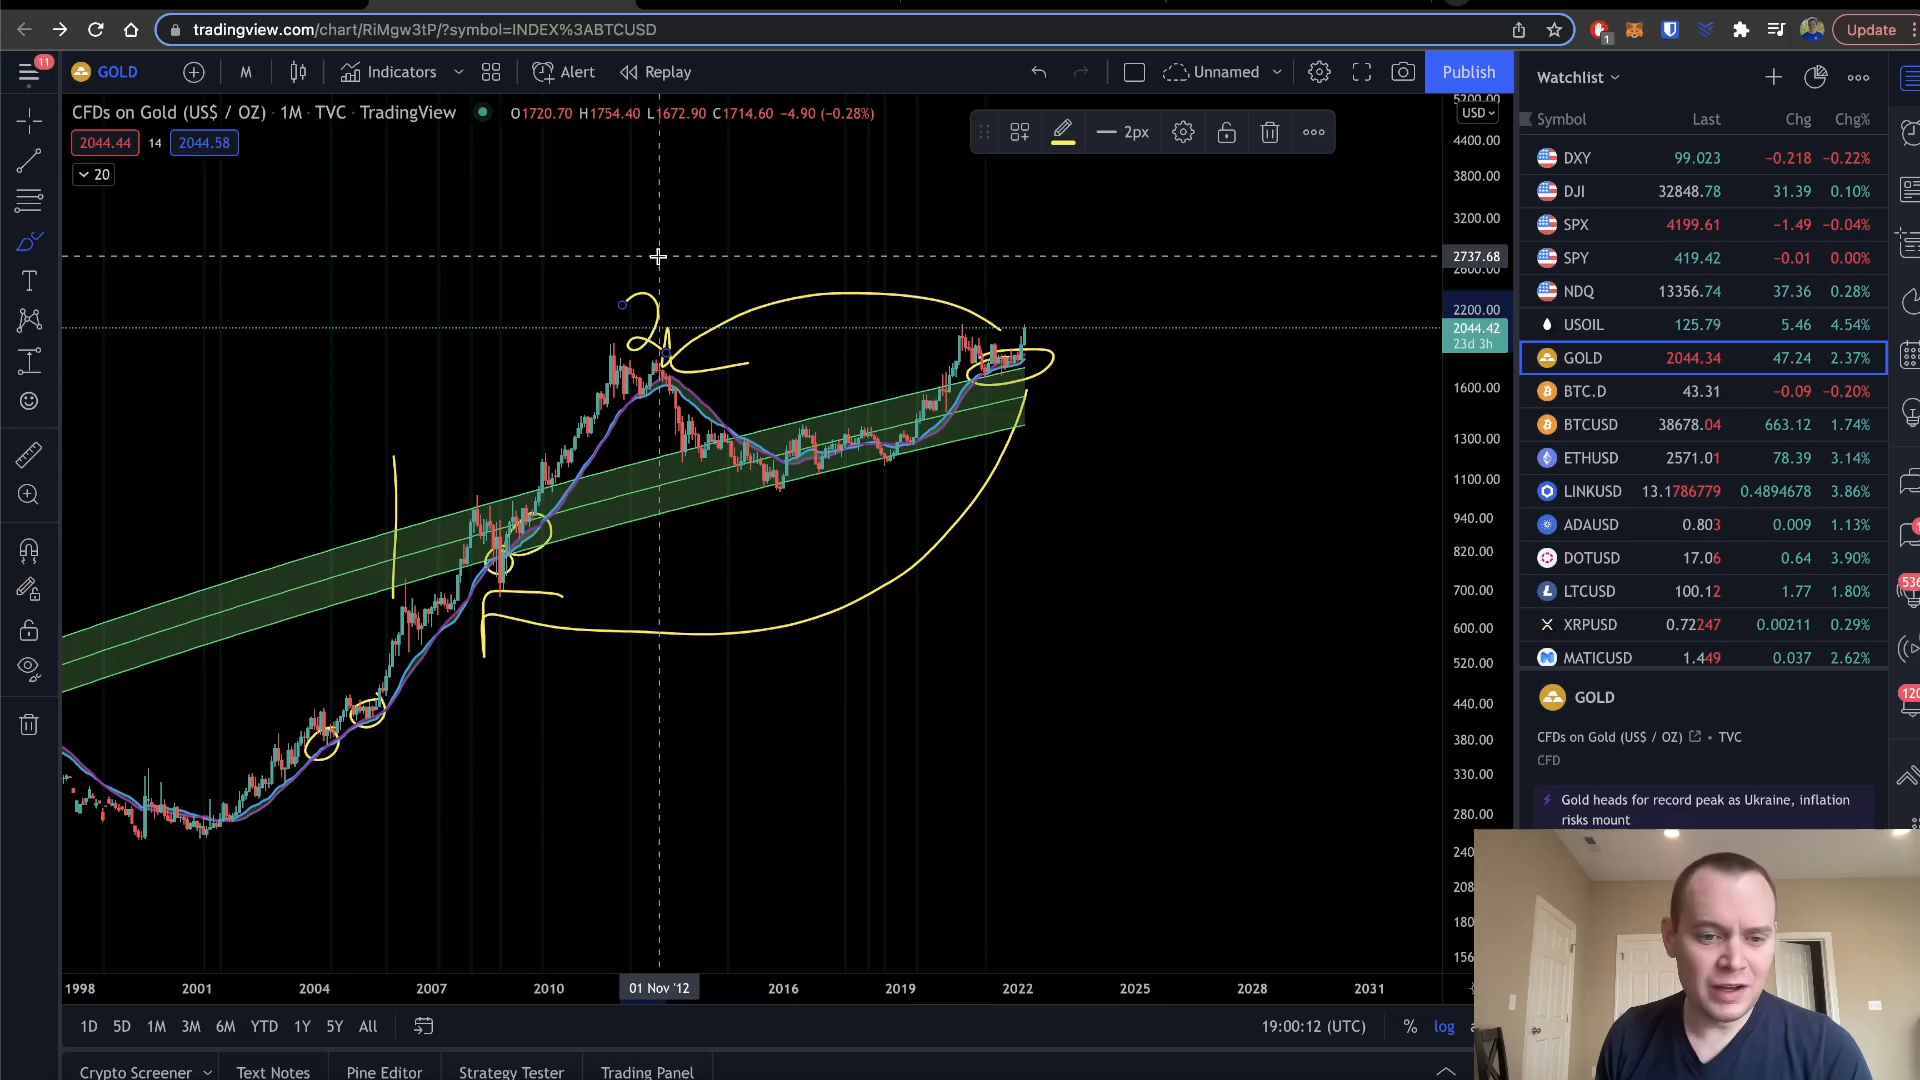 tradingview.com/chart/RiMgw3tP/?symbol=INDEX%3ABTCUSD
1
Update
11
GOLD
M
Indicators
Alert
Replay
Unnamed
Publish
CFDs on Gold (US$ / OZ) · 1M · TVC · TradingView
O1720.70 H1754.40 L1672.90 C1714.60 −4.90 (−0.28%)
2044.44
14
2044.58
20
2px
5200.00
USD
4400.00
3800.00
3200.00
2737.68
2600.00
2200.00
2044.42
23d 3h
1600.00
1300.00
1100.00
940.00
820.00
700.00
600.00
520.00
440.00
380.00
330.00
280.00
240
208
180
156
2
1
1998
2001
2004
2007
2010
01 Nov '12
2016
2019
2022
2025
2028
2031
1D
5D
1M
3M
6M
YTD
1Y
5Y
All
19:00:12 (UTC)
%
log
Crypto Screener
Text Notes
Pine Editor
Strategy Tester
Trading Panel
Watchlist
Symbol Last Chg Chg%
DXY 99.023 −0.218 −0.22%
DJI 32848.78 31.39 0.10%
SPX 4199.61 −1.49 −0.04%
SPY 419.42 −0.01 0.00%
NDQ 13356.74 37.36 0.28%
USOIL 125.79 5.46 4.54%
GOLD 2044.34 47.24 2.37%
BTC.D 43.31 −0.09 −0.20%
BTCUSD 38678.04 663.12 1.74%
ETHUSD 2571.01 78.39 3.14%
LINKUSD 13.1786779 0.4894678 3.86%
ADAUSD 0.803 0.009 1.13%
DOTUSD 17.06 0.64 3.90%
LTCUSD 100.12 1.77 1.80%
XRPUSD 0.72247 0.00211 0.29%
MATICUSD 1.449 0.037 2.62%
GOLD
CFDs on Gold (US$ / OZ) • TVC
CFD
Gold heads for record peak as Ukraine, inflation
risks mount
536
120